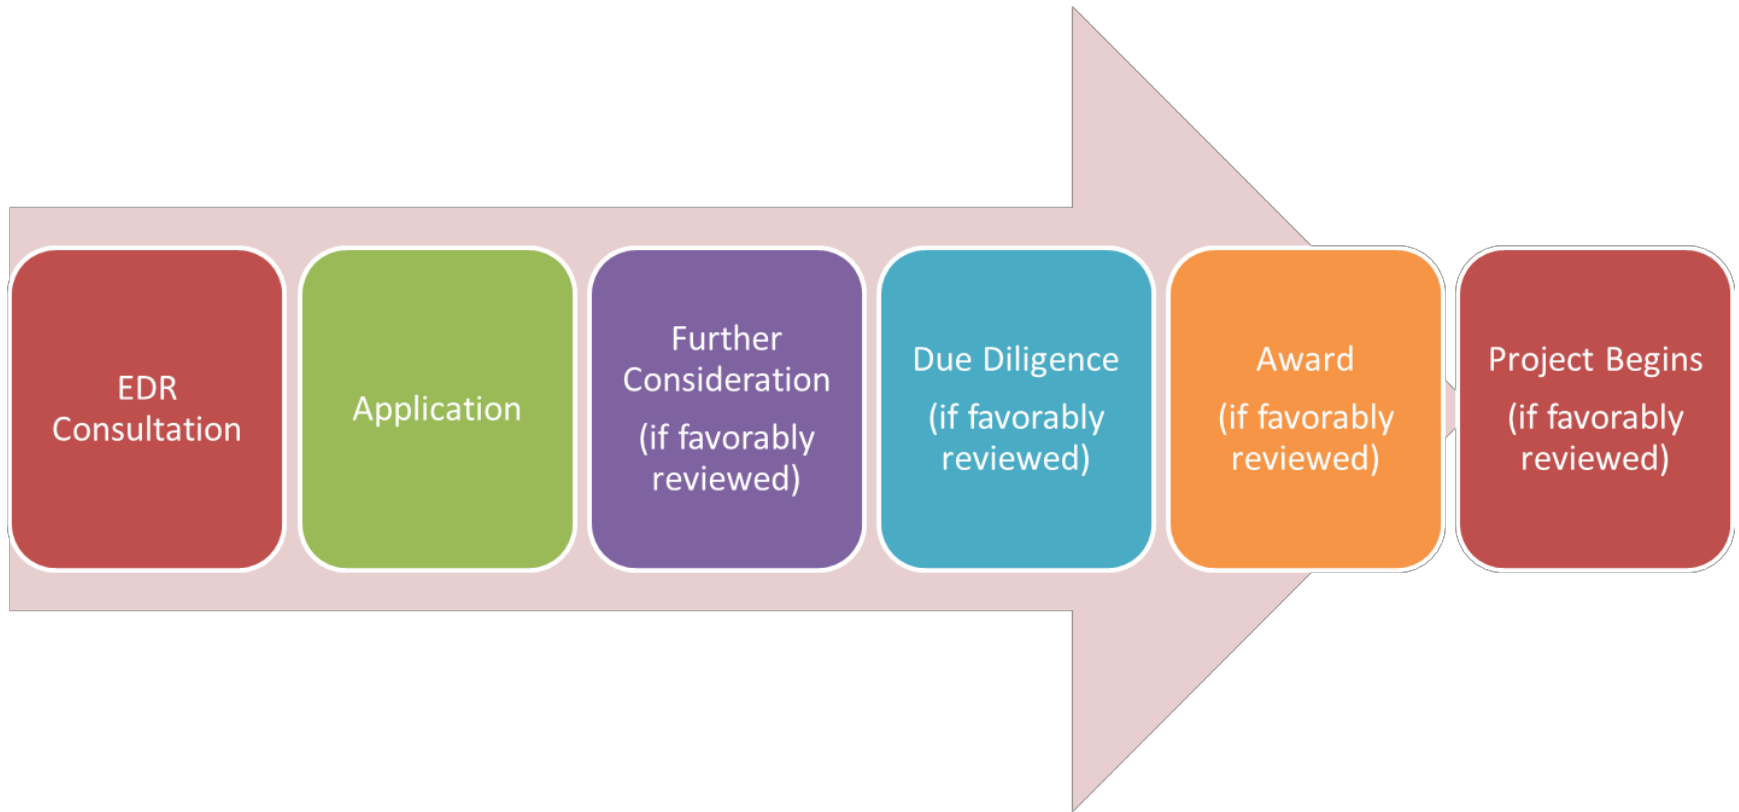 EDR
Consultation
Application
Further
Consideration
(if favorably
reviewed)
Due Diligence
(if favorably
reviewed)
Award
(if favorably
reviewed)
Project Begins
(if favorably
reviewed)